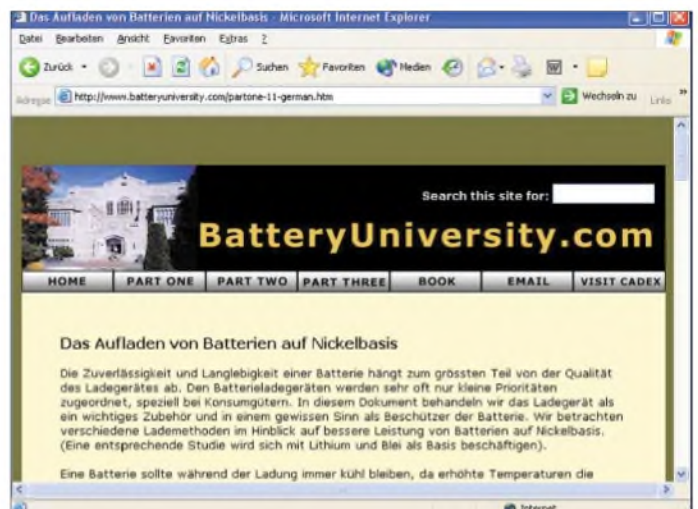 Das Aufladen von Batterien auf Nickelbasis - Microsoft Internet Explorer
Datei Bearbeiten Ansicht Favoriten Extras ?
Zurück Suchen Favoriten Medien
Adresse http://www.batteryuniversity.com/partone-11-german.htm Wechseln zu Links »
Search this site for:
BatteryUniversity.com
HOME PART ONE PART TWO PART THREE BOOK EMAIL VISIT CADEX
Das Aufladen von Batterien auf Nickelbasis
Die Zuverlässigkeit und Langlebigkeit einer Batterie hängt zum grössten Teil von der Qualität
des Ladegerätes ab. Den Batterieladegeräten werden sehr oft nur kleine Prioritäten
zugeordnet, speziell bei Konsumgütern. In diesem Dokument behandeln wir das Ladegerät als
ein wichtiges Zubehör und in einem gewissen Sinn als Beschützer der Batterie. Wir betrachten
verschiedene Lademethoden im Hinblick auf bessere Leistung von Batterien auf Nickelbasis.
(Eine entsprechende Studie wird sich mit Lithium und Blei als Basis beschäftigen).
Eine Batterie sollte während der Ladung immer kühl bleiben, da erhöhte Temperaturen die
Internet